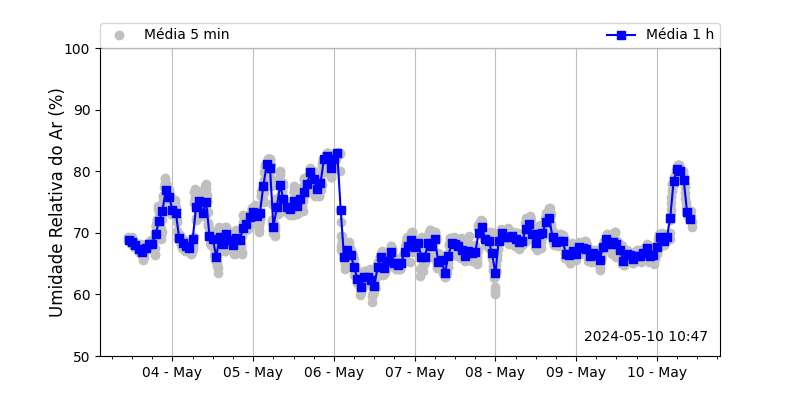 Média 5 min
Média 1 h
Umidade Relativa do Ar (%)
100
90
80
70
60
50
2024-05-10 10:47
04 - May
05 - May
06 - May
07 - May
08 - May
09 - May
10 - May